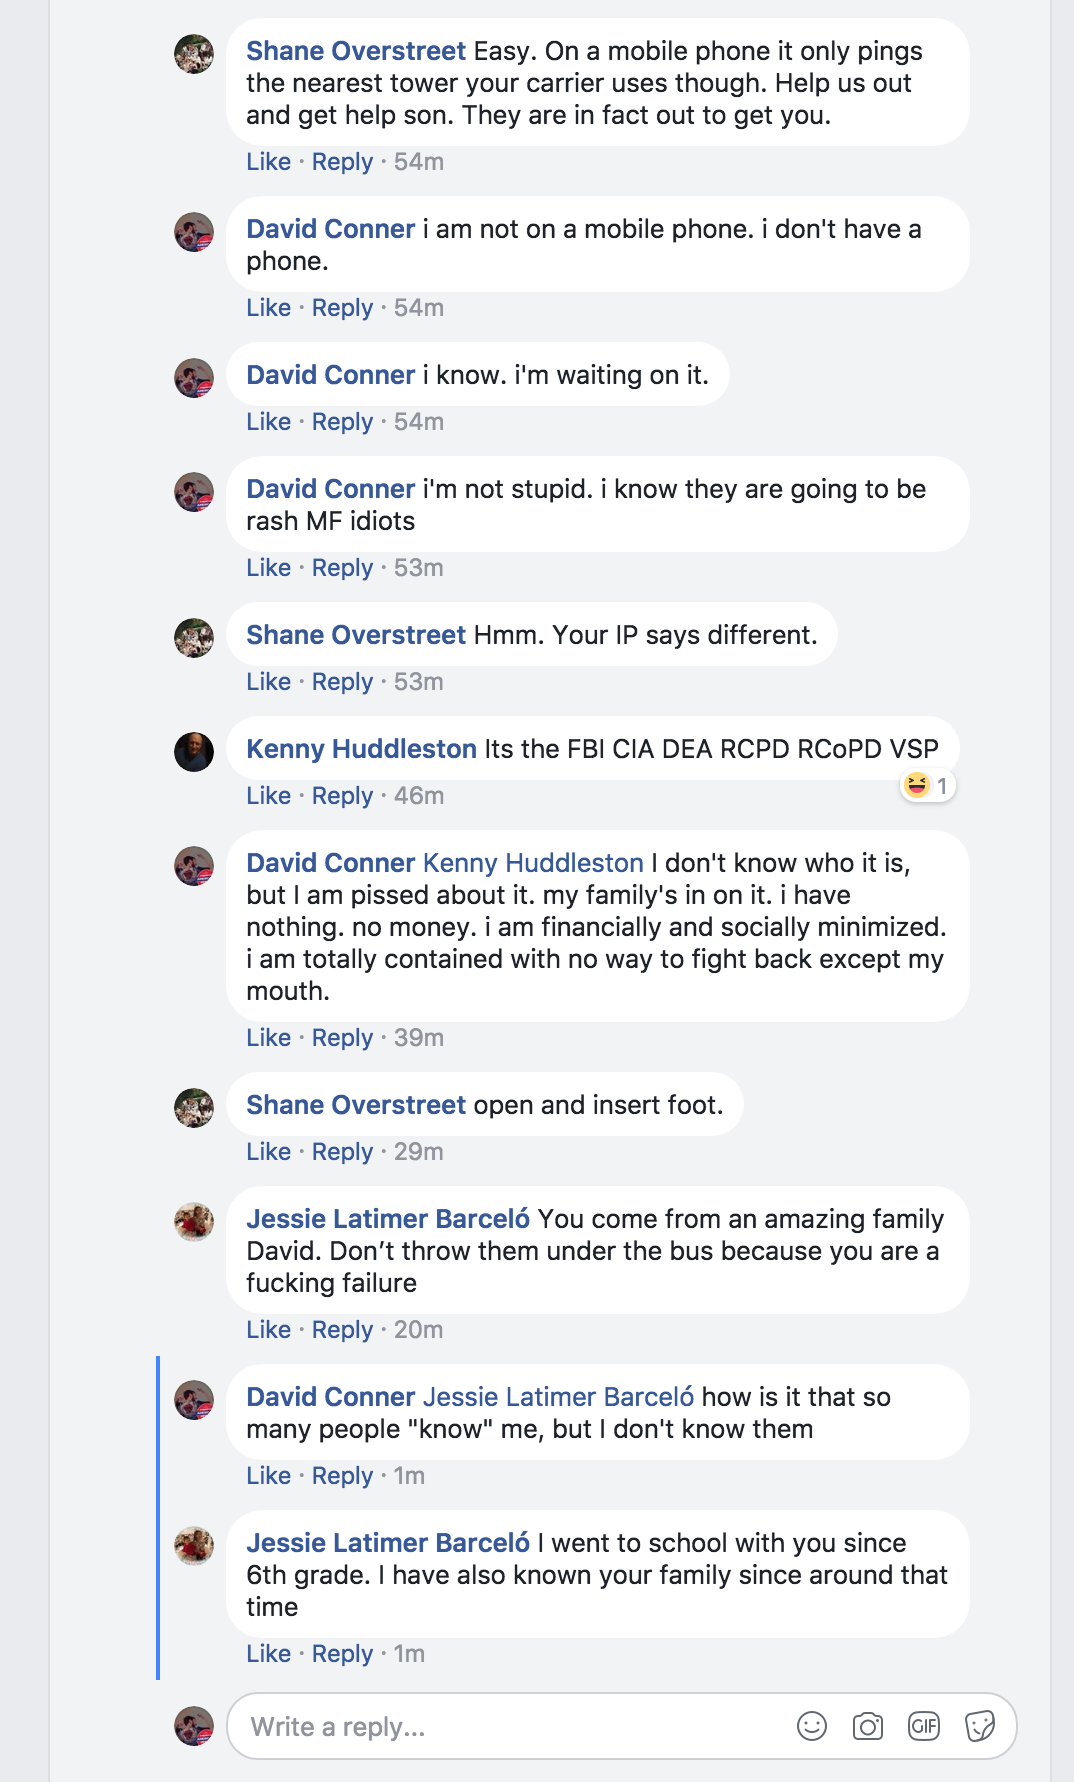 Shane Overstreet Easy. On a mobile phone it only pings
the nearest tower your carrier uses though. Help us out
and get help son. They are in fact out to get you.
Like · Reply · 54m
David Conner i am not on a mobile phone. i don't have a
phone.
Like · Reply · 54m
David Conner i know. i'm waiting on it.
Like · Reply · 54m
David Conner i'm not stupid. i know they are going to be
rash MF idiots
Like · Reply · 53m
Shane Overstreet Hmm. Your IP says different.
Like · Reply · 53m
Kenny Huddleston Its the FBI CIA DEA RCPD RCoPD VSP
Like · Reply · 46m
1
David Conner Kenny Huddleston I don't know who it is,
but I am pissed about it. my family's in on it. i have
nothing. no money. i am financially and socially minimized.
i am totally contained with no way to fight back except my
mouth.
Like · Reply · 39m
Shane Overstreet open and insert foot.
Like · Reply · 29m
Jessie Latimer Barceló You come from an amazing family
David. Don’t throw them under the bus because you are a
fucking failure
Like · Reply · 20m
David Conner Jessie Latimer Barceló how is it that so
many people "know" me, but I don't know them
Like · Reply · 1m
Jessie Latimer Barceló I went to school with you since
6th grade. I have also known your family since around that
time
Like · Reply · 1m
Write a reply...
GIF